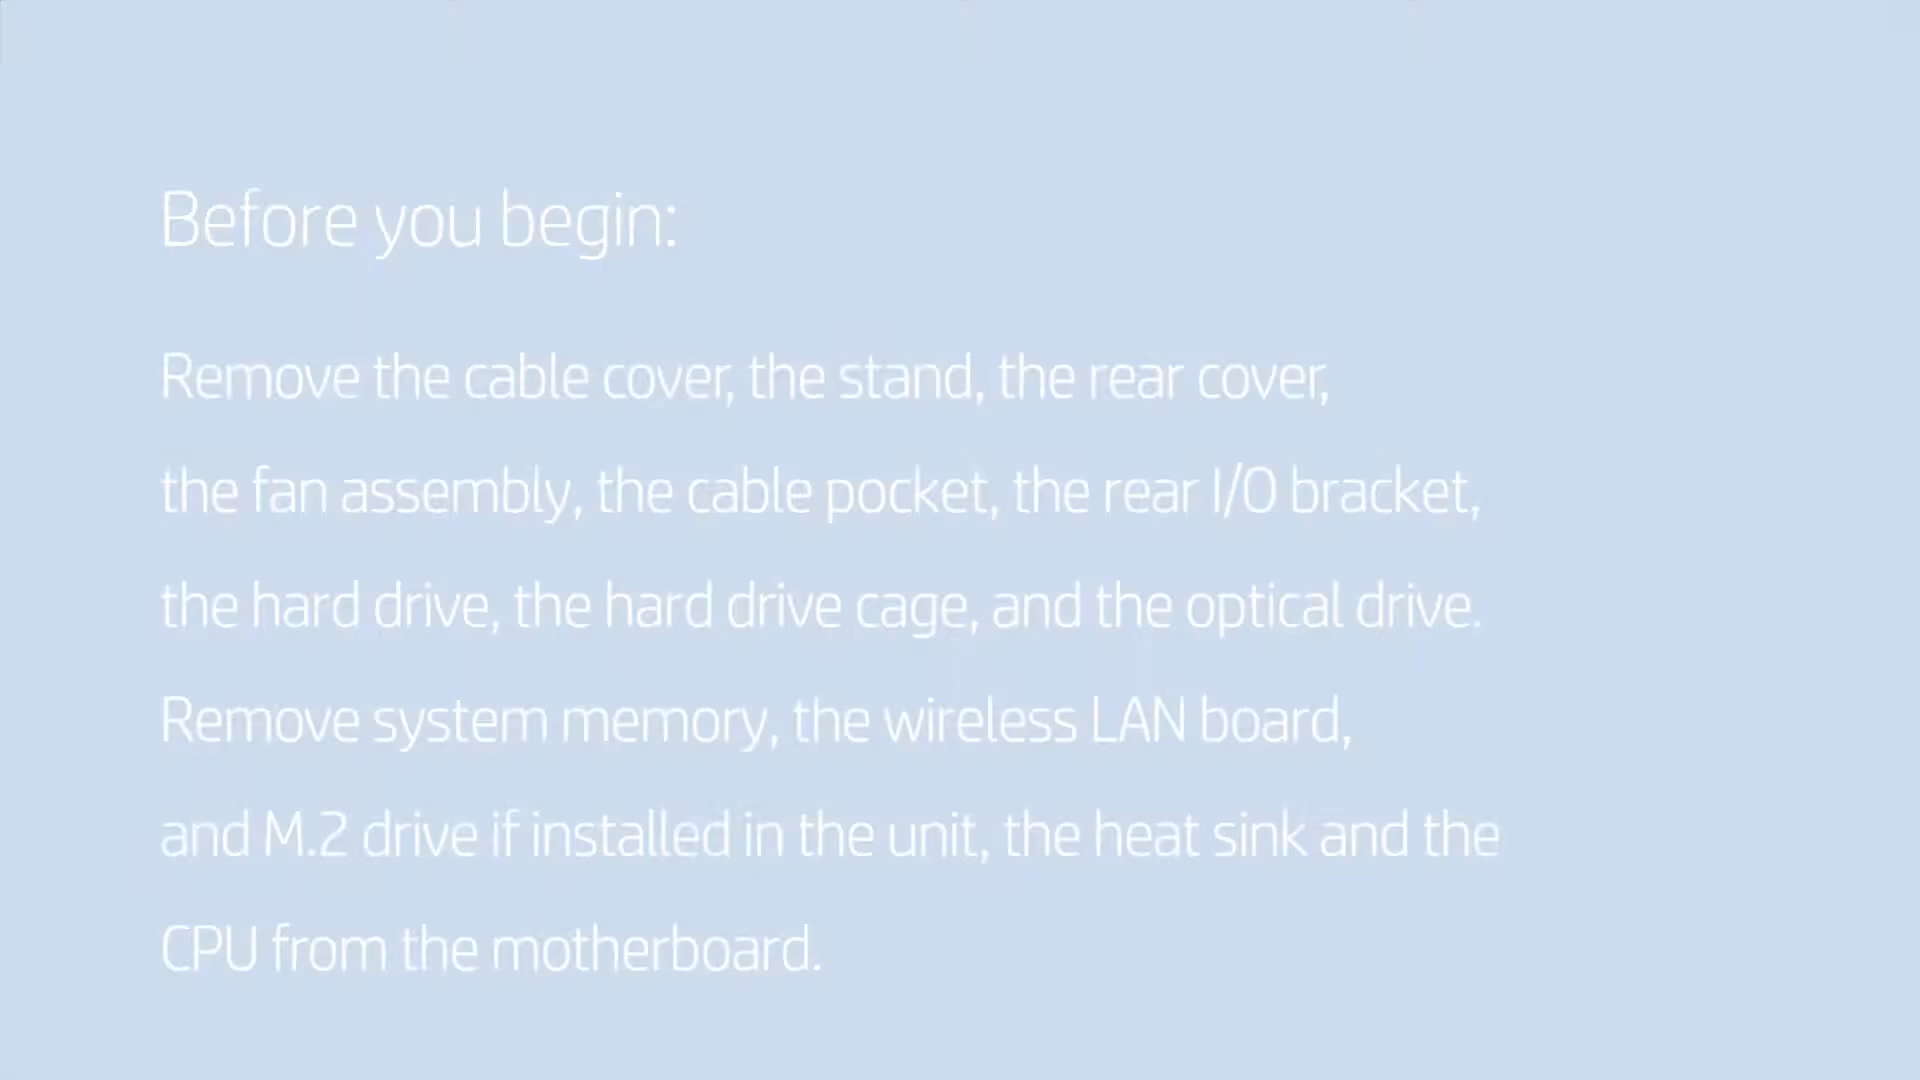 Before you begin:
Remove the cable cover, the stand, the rear cover,
the fan assembly, the cable pocket, the rear I/O bracket,
the hard drive, the hard drive cage, and the optical drive.
Remove system memory, the wireless LAN board,
and M.2 drive if installed in the unit, the heat sink and the
CPU from the motherboard.